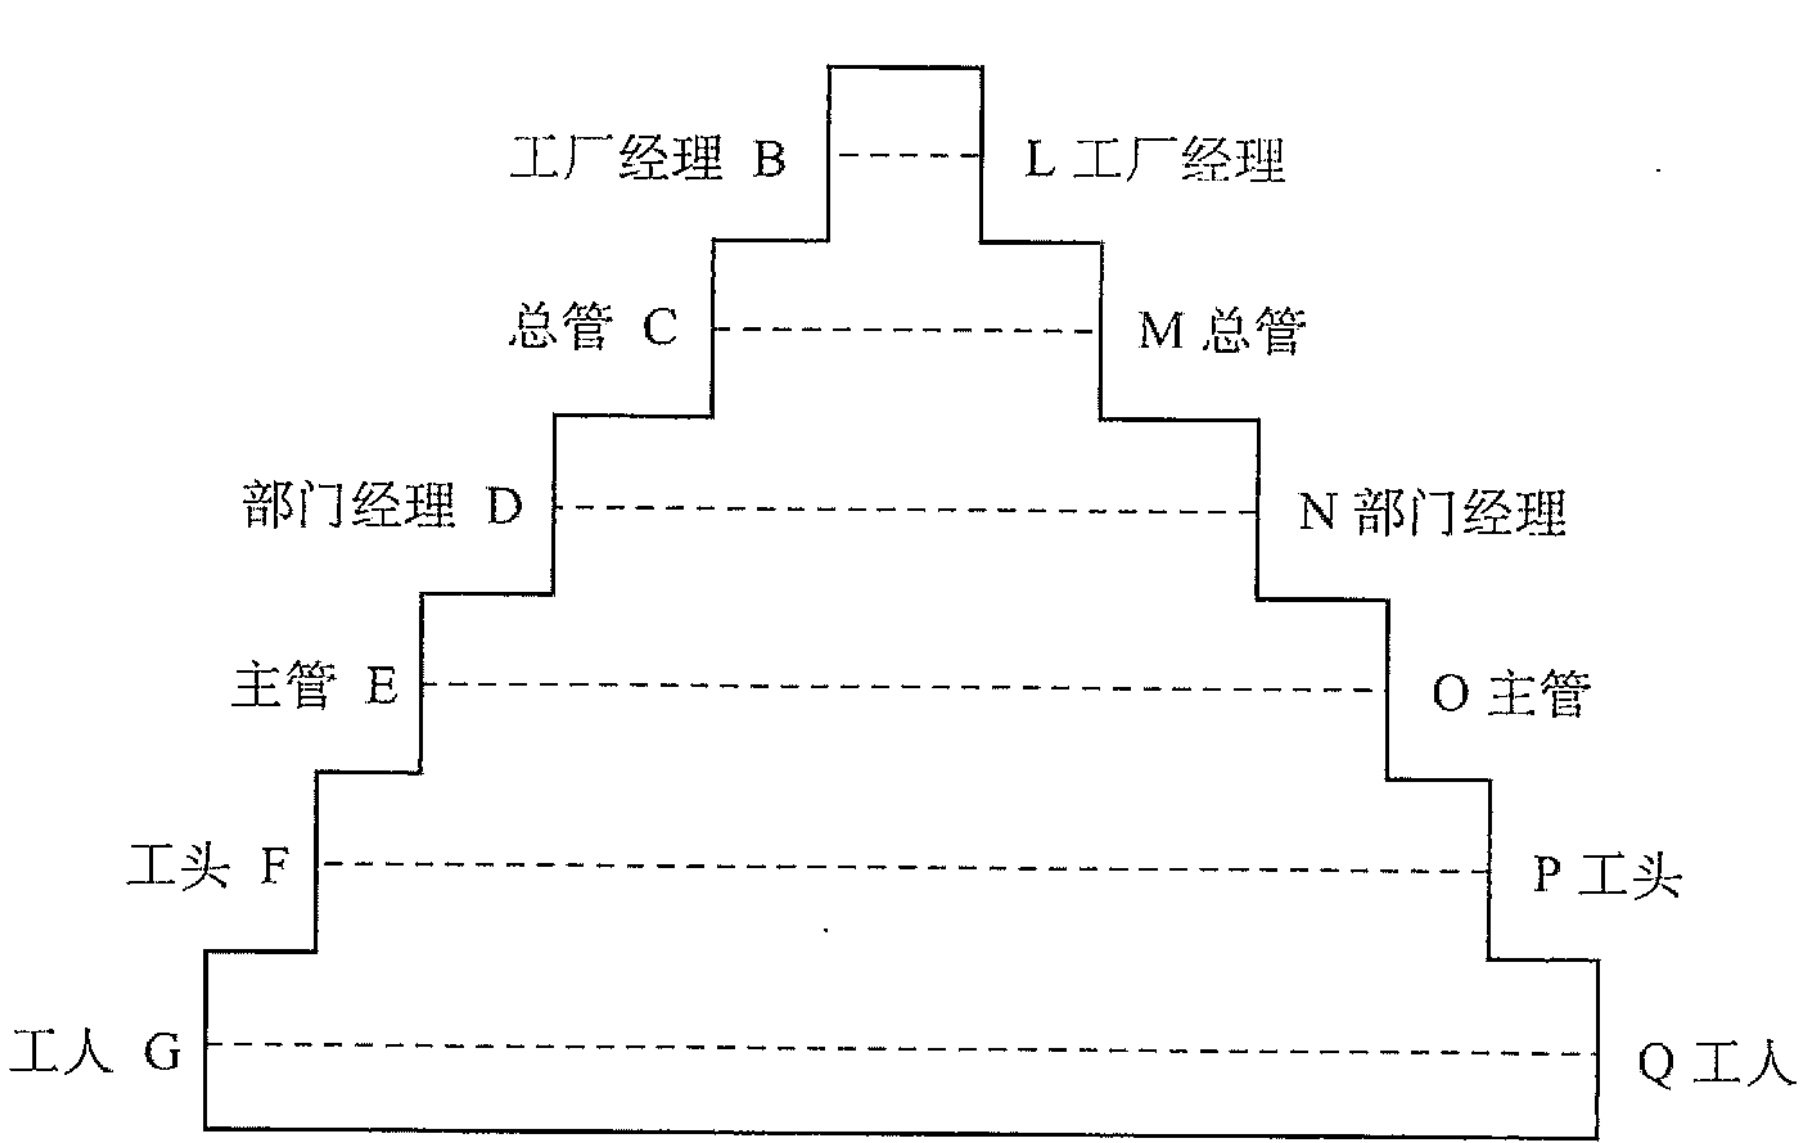 工厂经理 B L 工厂经理
总管 C M 总管
部门经理 D N 部门经理
主管 E O 主管
工头 F P 工头
工人 G Q 工人